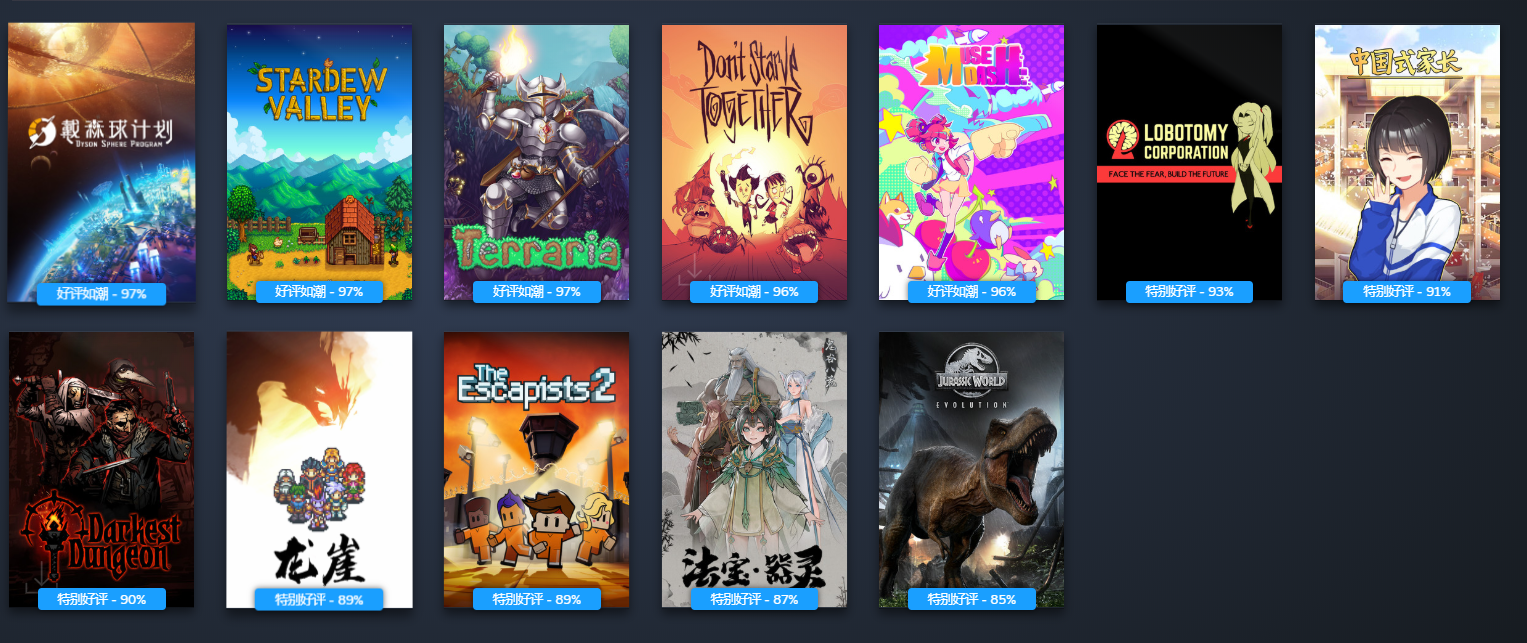 戴森球计划
DYSON SPHERE PROGRAM
好评如潮 - 97%
STARDEW
VALLEY
好评如潮 - 97%
Terraria
好评如潮 - 97%
Don't Starve
TOGETHER
好评如潮 - 96%
MUSE
DASH
好评如潮 - 96%
LOBOTOMY
CORPORATION
FACE THE FEAR, BUILD THE FUTURE
特别好评 - 93%
中国式家长
特别好评 - 91%
Darkest
Dungeon
特别好评 - 90%
龙崖
特别好评 - 89%
The
Escapists 2
特别好评 - 89%
法宝·器灵
特别好评 - 87%
JURASSIC WORLD
EVOLUTION
特别好评 - 85%